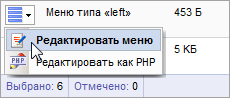 Меню типа «left» 453 Б
Редактировать меню
5 КБ
PHP Редактировать как PHP
Выбрано: 6 Отмечено: 0